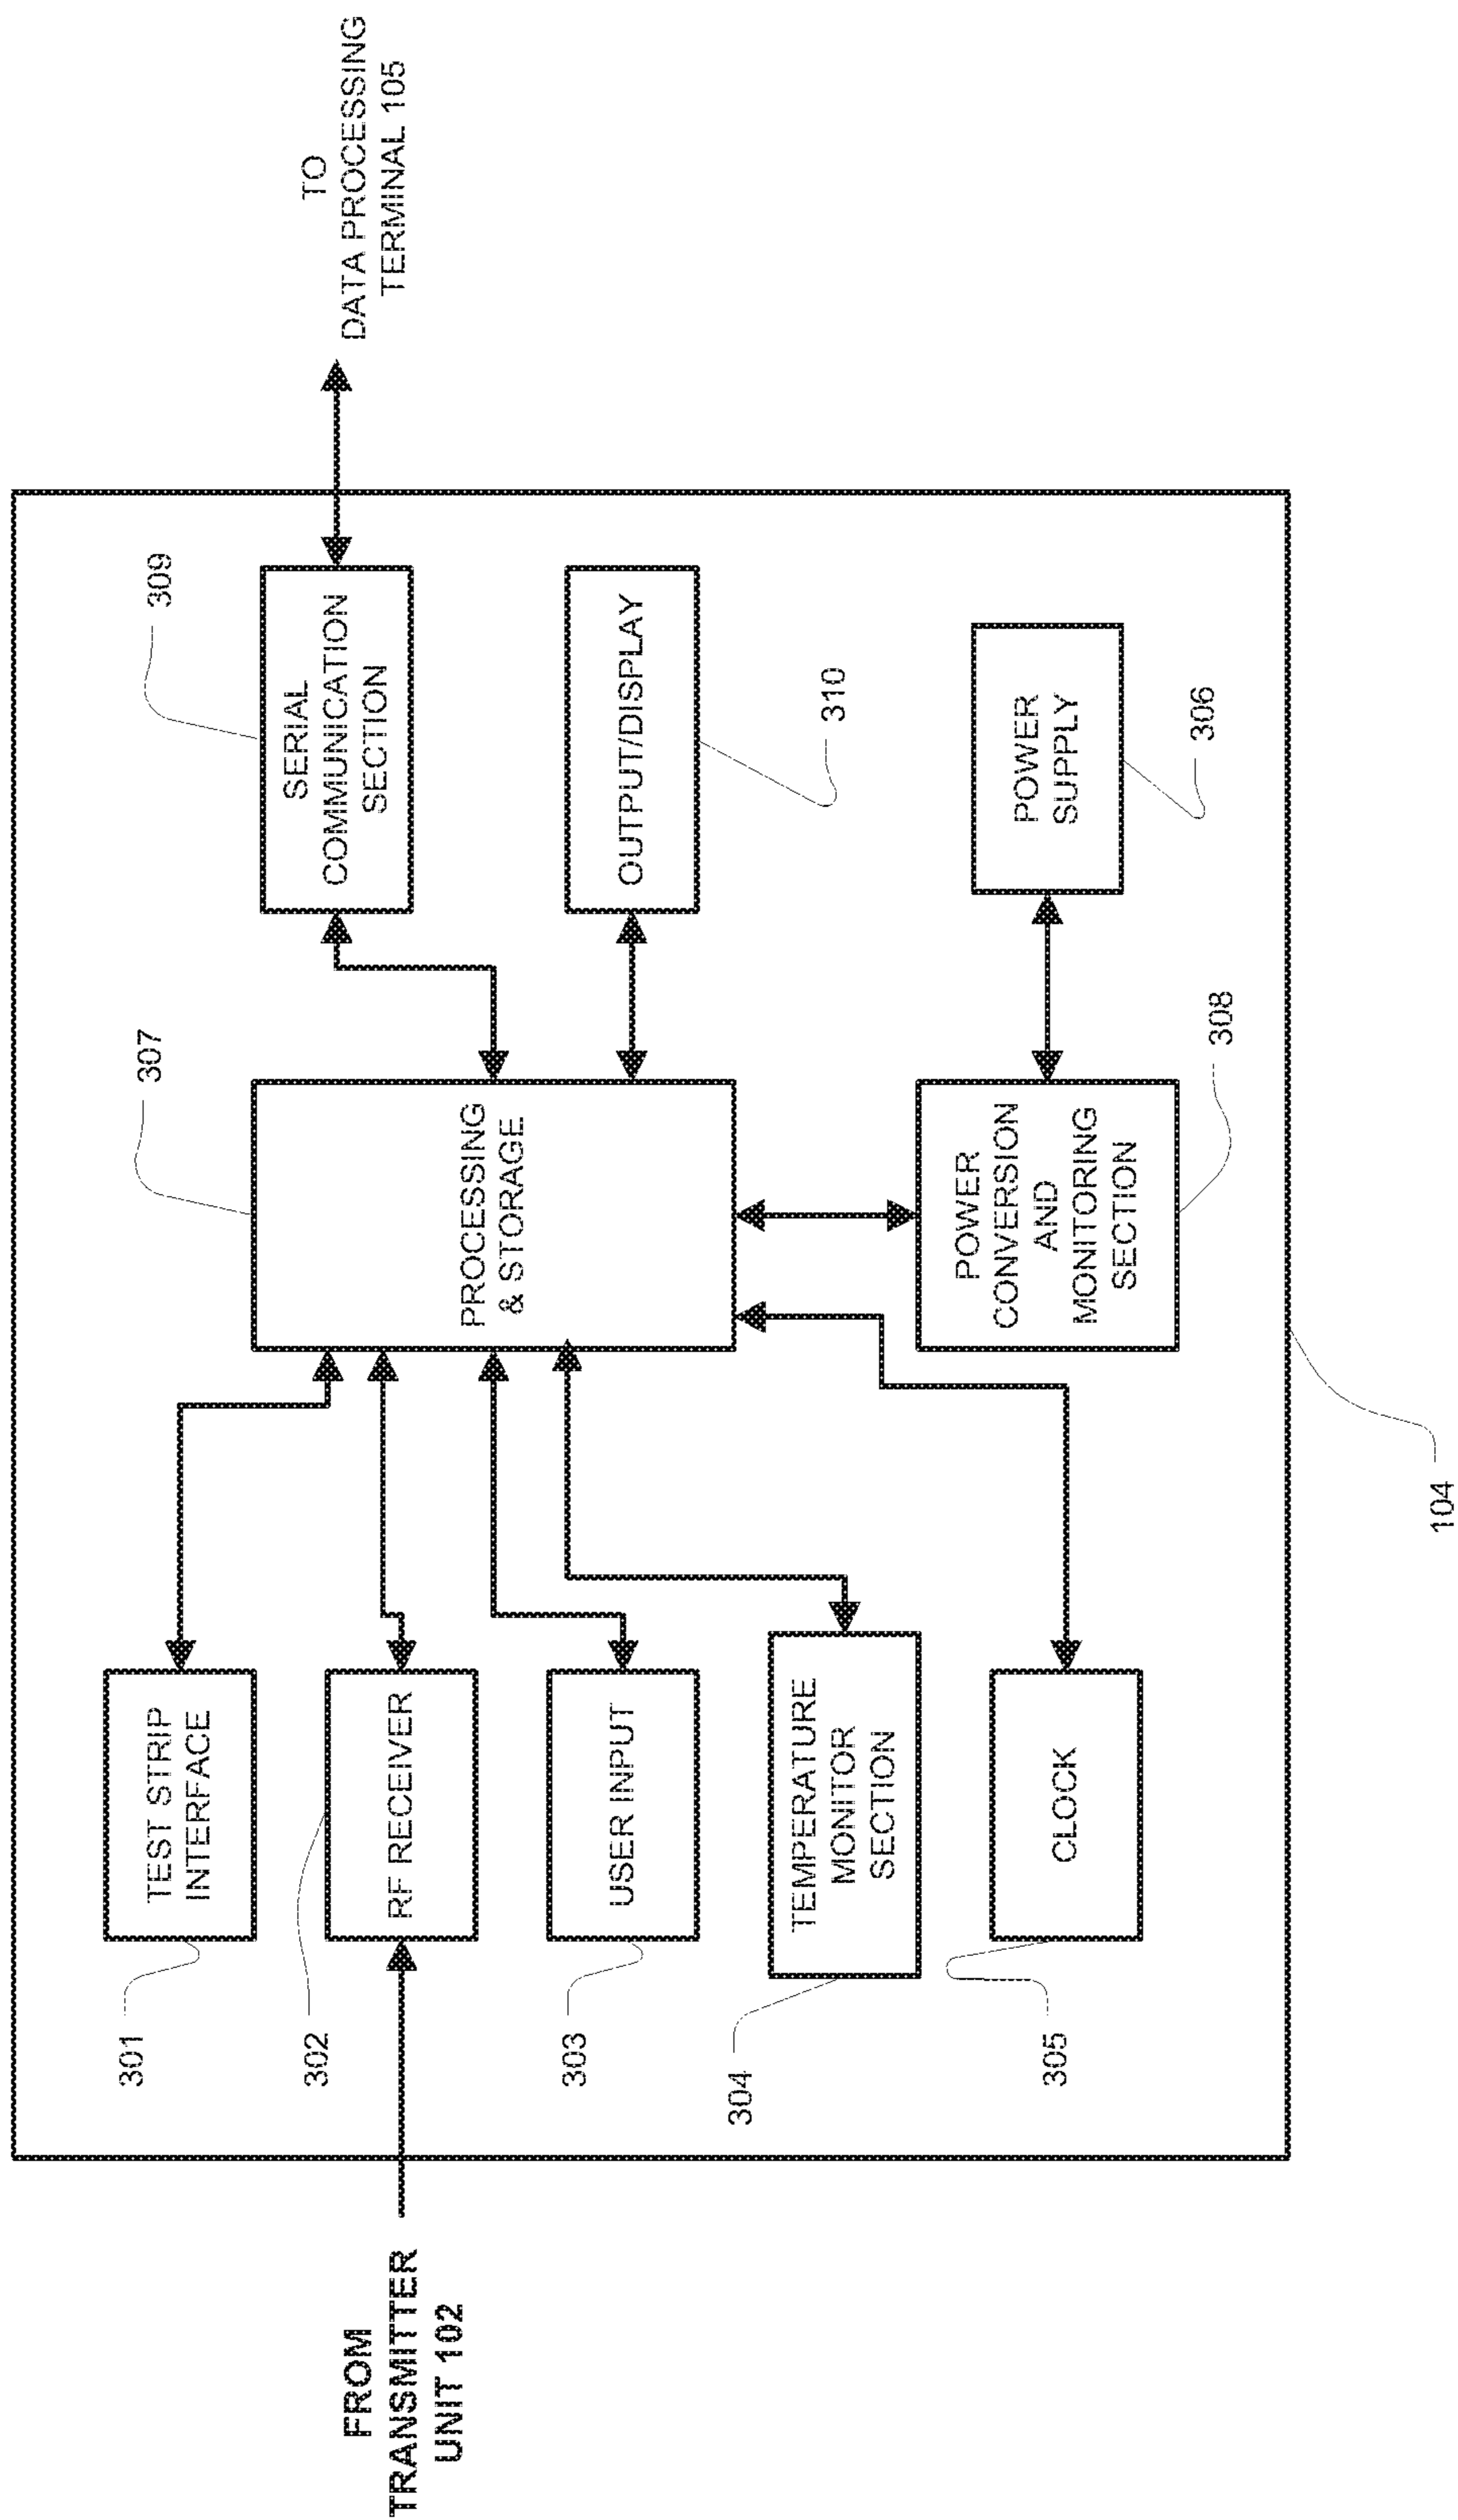 FROM
TRANSMITTER
UNIT 102
301
TEST STRIP
INTERFACE
302
RF RECEIVER
303
USER INPUT
304
TEMPERATURE
MONITOR
SECTION
305
CLOCK
307
PROCESSING
& STORAGE
308
POWER
CONVERSION
AND
MONITORING
SECTION
309
SERIAL
COMMUNICATION
SECTION
310
OUTPUT/DISPLAY
306
POWER
SUPPLY
104
TO
DATA PROCESSING
TERMINAL 105